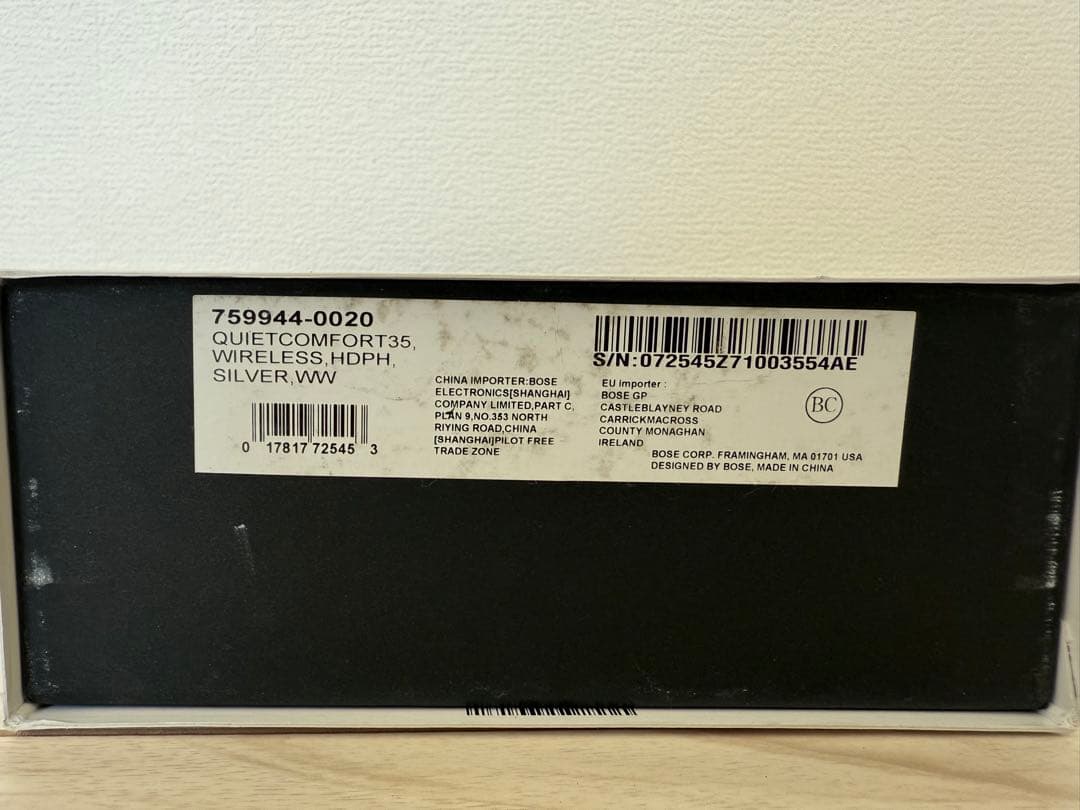 759944-0020
QUIETCOMFORT35,
WIRELESS,HDPH,
SILVER,WW
0 17817 72545 3
CHINA IMPORTER:BOSE
ELECTRONICS[SHANGHAI]
COMPANY LIMITED,PART C,
PLAN 9,NO.353 NORTH
RIYING ROAD,CHINA
[SHANGHAI]PILOT FREE
TRADE ZONE
S/N:072545Z71003554AE
EU importer :
BOSE GP
CASTLEBLAYNEY ROAD
CARRICKMACROSS
COUNTY MONAGHAN
IRELAND
BC
BOSE CORP. FRAMINGHAM, MA 01701 USA
DESIGNED BY BOSE, MADE IN CHINA